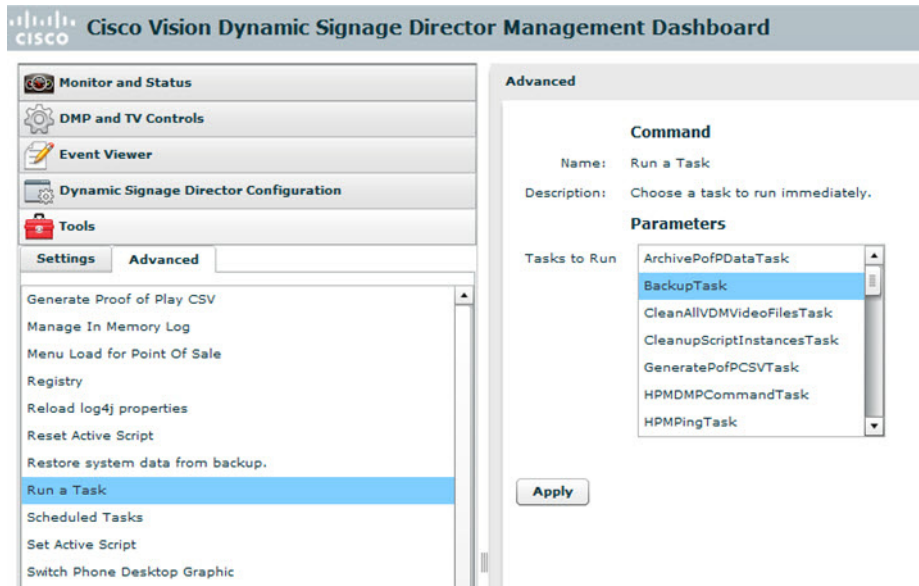 CISCO
Cisco Vision Dynamic Signage Director Management Dashboard
Monitor and Status
DMP and TV Controls
Event Viewer
Dynamic Signage Director Configuration
Tools
Settings
Advanced
Generate Proof of Play CSV
Manage In Memory Log
Menu Load for Point Of Sale
Registry
Reload log4j properties
Reset Active Script
Restore system data from backup.
Run a Task
Scheduled Tasks
Set Active Script
Switch Phone Desktop Graphic
Advanced
Command
Name: Run a Task
Description: Choose a task to run immediately.
Parameters
Tasks to Run
ArchivePofPDataTask
BackupTask
CleanAllVDMVideoFilesTask
CleanupScriptInstancesTask
GeneratePofPCSVTask
HPMDMPCommandTask
HPMPingTask
Apply